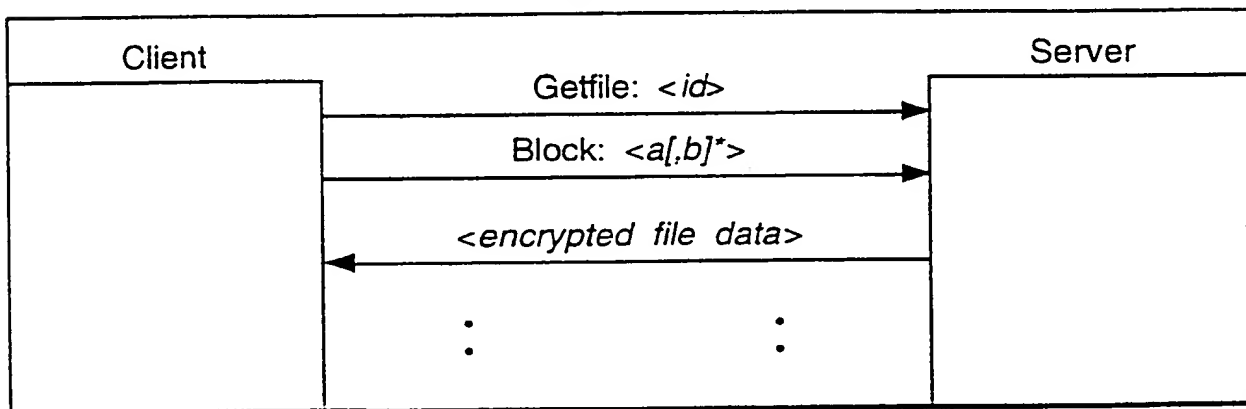 Client
Server
Getfile: <id>
Block: <a[,b]*>
<encrypted file data>